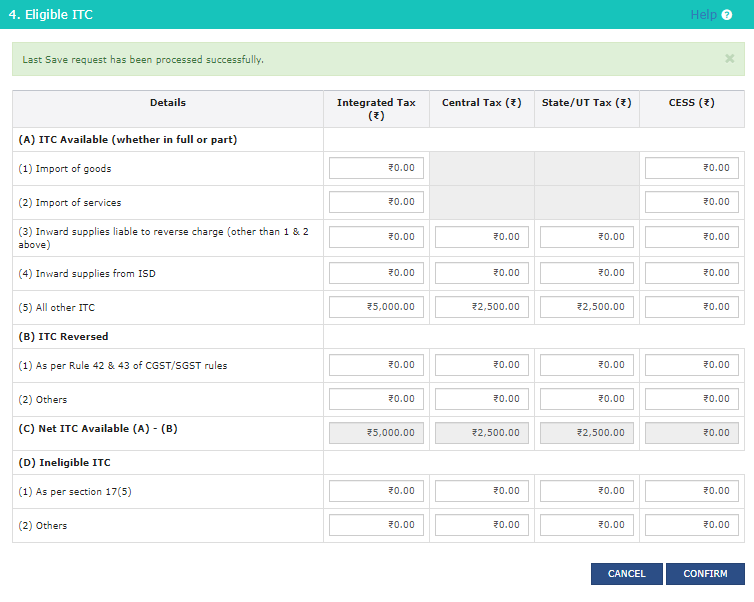 4. Eligible ITC
Help ?
Last Save request has been processed successfully. ×
Details Integrated Tax (₹) Central Tax (₹) State/UT Tax (₹) CESS (₹)
(A) ITC Available (whether in full or part)
(1) Import of goods ₹0.00 ₹0.00
(2) Import of services ₹0.00 ₹0.00
(3) Inward supplies liable to reverse charge (other than 1 & 2 above) ₹0.00 ₹0.00 ₹0.00 ₹0.00
(4) Inward supplies from ISD ₹0.00 ₹0.00 ₹0.00 ₹0.00
(5) All other ITC ₹5,000.00 ₹2,500.00 ₹2,500.00 ₹0.00
(B) ITC Reversed
(1) As per Rule 42 & 43 of CGST/SGST rules ₹0.00 ₹0.00 ₹0.00 ₹0.00
(2) Others ₹0.00 ₹0.00 ₹0.00 ₹0.00
(C) Net ITC Available (A) - (B) ₹5,000.00 ₹2,500.00 ₹2,500.00 ₹0.00
(D) Ineligible ITC
(1) As per section 17(5) ₹0.00 ₹0.00 ₹0.00 ₹0.00
(2) Others ₹0.00 ₹0.00 ₹0.00 ₹0.00
CANCEL CONFIRM